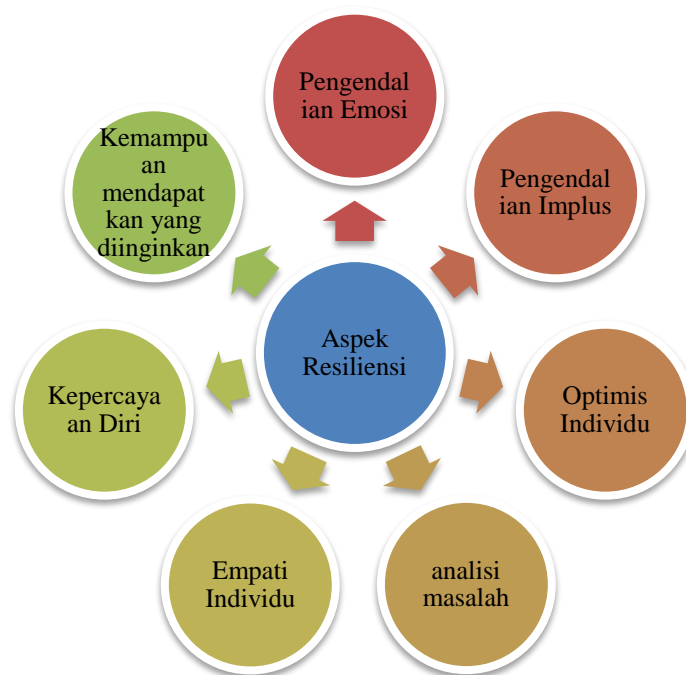 Pengendal
ian Emosi
Pengendal
ian Implus
Optimis
Individu
analisi
masalah
Empati
Individu
Kepercaya
an Diri
Kemampu
an
mendapat
kan yang
diinginkan
Aspek
Resiliensi